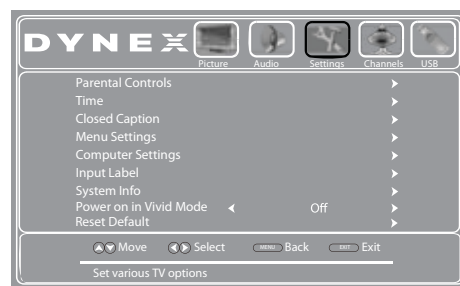 DYNEX
Picture Audio Settings Channels USB
Parental Controls
Time
Closed Caption
Menu Settings
Computer Settings
Input Label
System Info
Power on in Vivid Mode Off
Reset Default
Move Select MENU Back EXIT Exit
Set various TV options